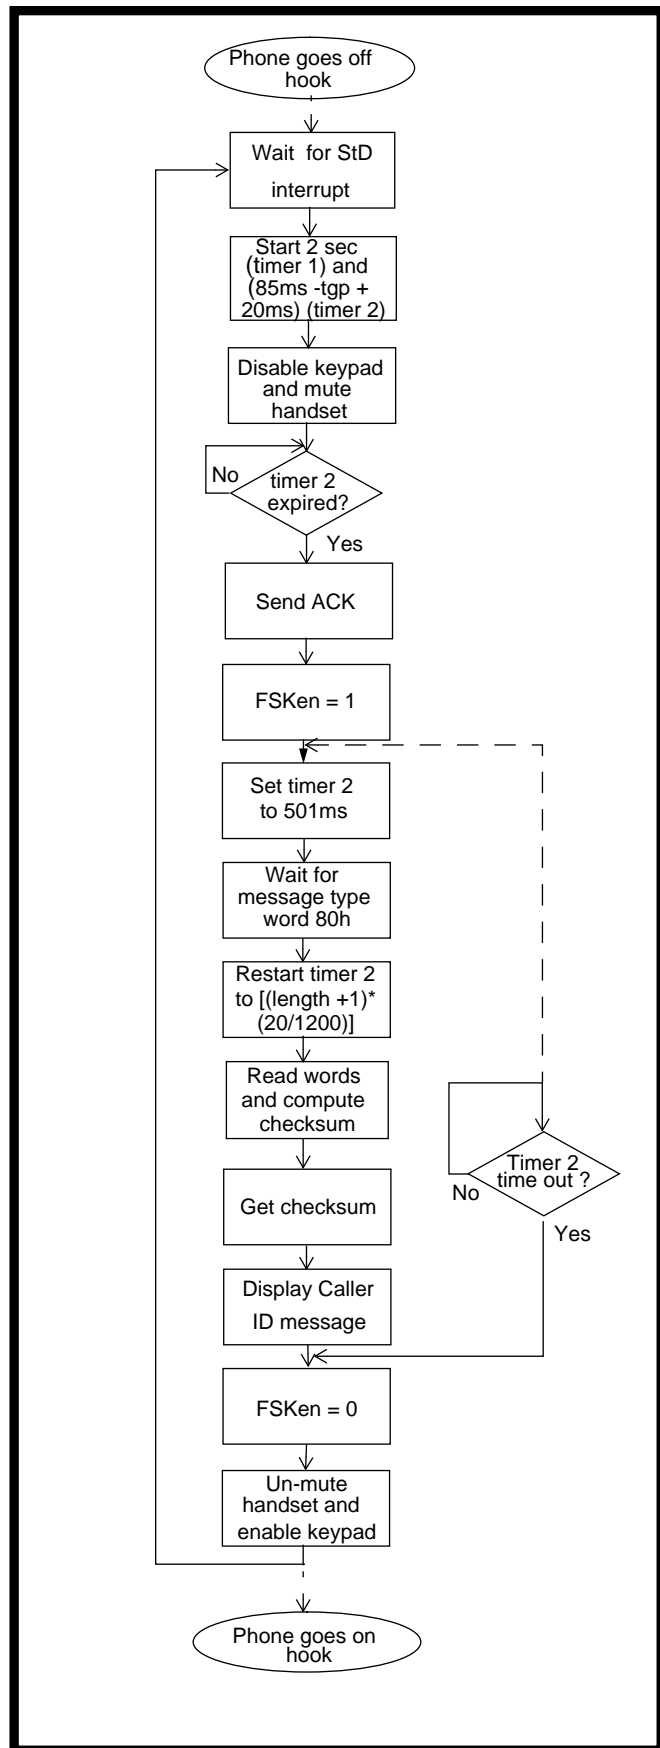 Phone goes off
hook
Wait for StD
interrupt
Start 2 sec
(timer 1) and
(85ms -tgp +
20ms) (timer 2)
Disable keypad
and mute
handset
No
timer 2
expired?
Yes
Send ACK
FSKen = 1
Set timer 2
to 501ms
Wait for
message type
word 80h
Restart timer 2
to [(length +1)*
(20/1200)]
Read words
and compute
checksum
Timer 2
time out ?
No
Yes
Get checksum
Display Caller
ID message
FSKen = 0
Un-mute
handset and
enable keypad
Phone goes on
hook